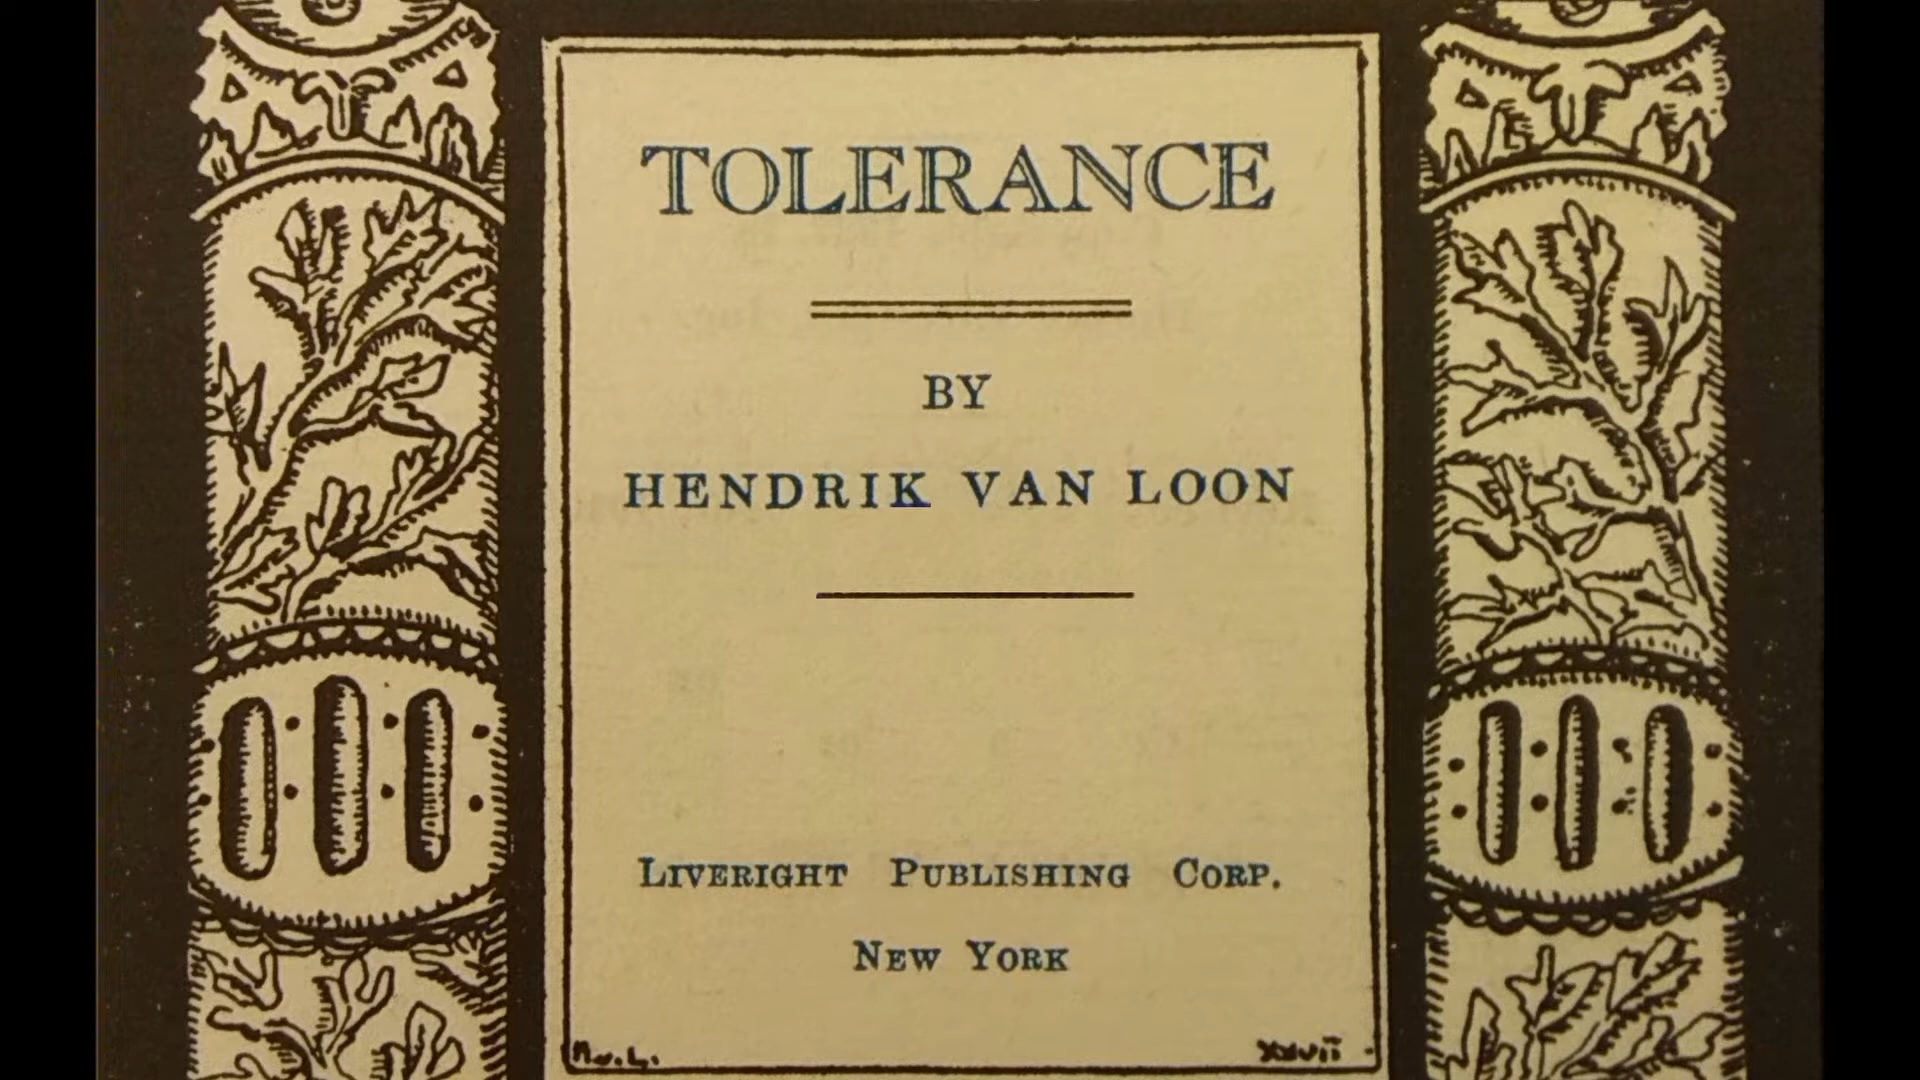 TOLERANCE
BY
HENDRIK VAN LOON
LIVERIGHT PUBLISHING CORP.
NEW YORK